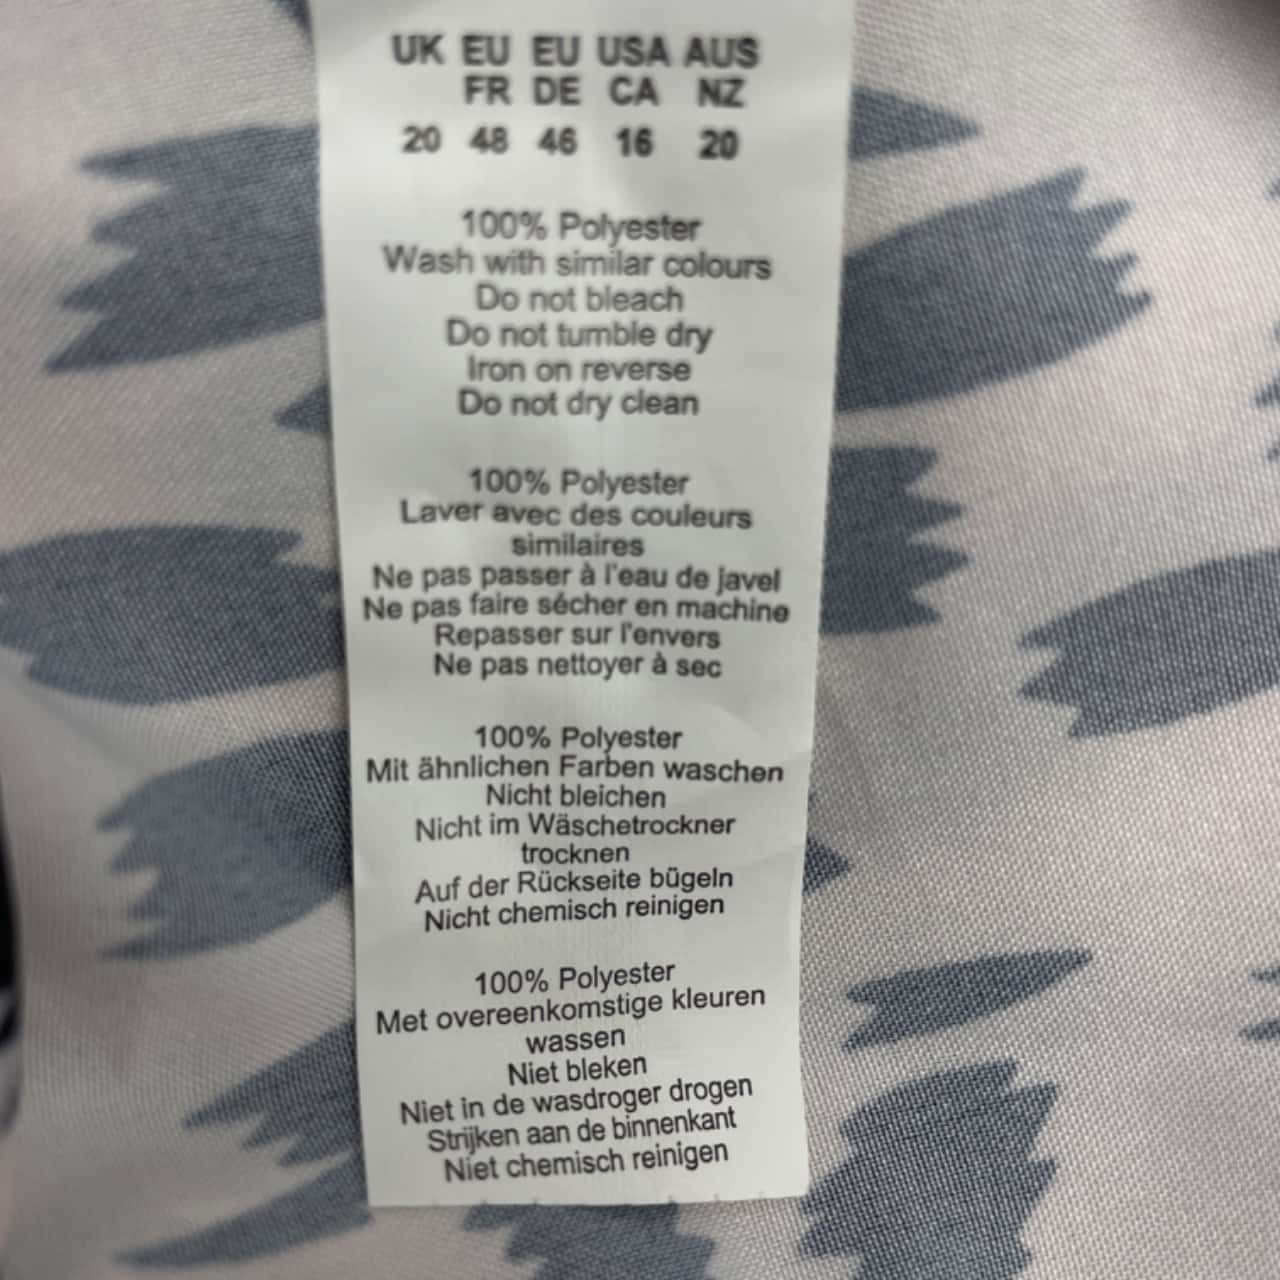 UK EU EU USA AUS
FR DE CA NZ
20 48 46 16 20
100% Polyester
Wash with similar colours
Do not bleach
Do not tumble dry
Iron on reverse
Do not dry clean
100% Polyester
Laver avec des couleurs
similaires
Ne pas passer à l'eau de javel
Ne pas faire sécher en machine
Repasser sur l'envers
Ne pas nettoyer à sec
100% Polyester
Mit ähnlichen Farben waschen
Nicht bleichen
Nicht im Wäschetrockner
trocknen
Auf der Rückseite bügeln
Nicht chemisch reinigen
100% Polyester
Met overeenkomstige kleuren
wassen
Niet bleken
Niet in de wasdroger drogen
Strijken aan de binnenkant
Niet chemisch reinigen